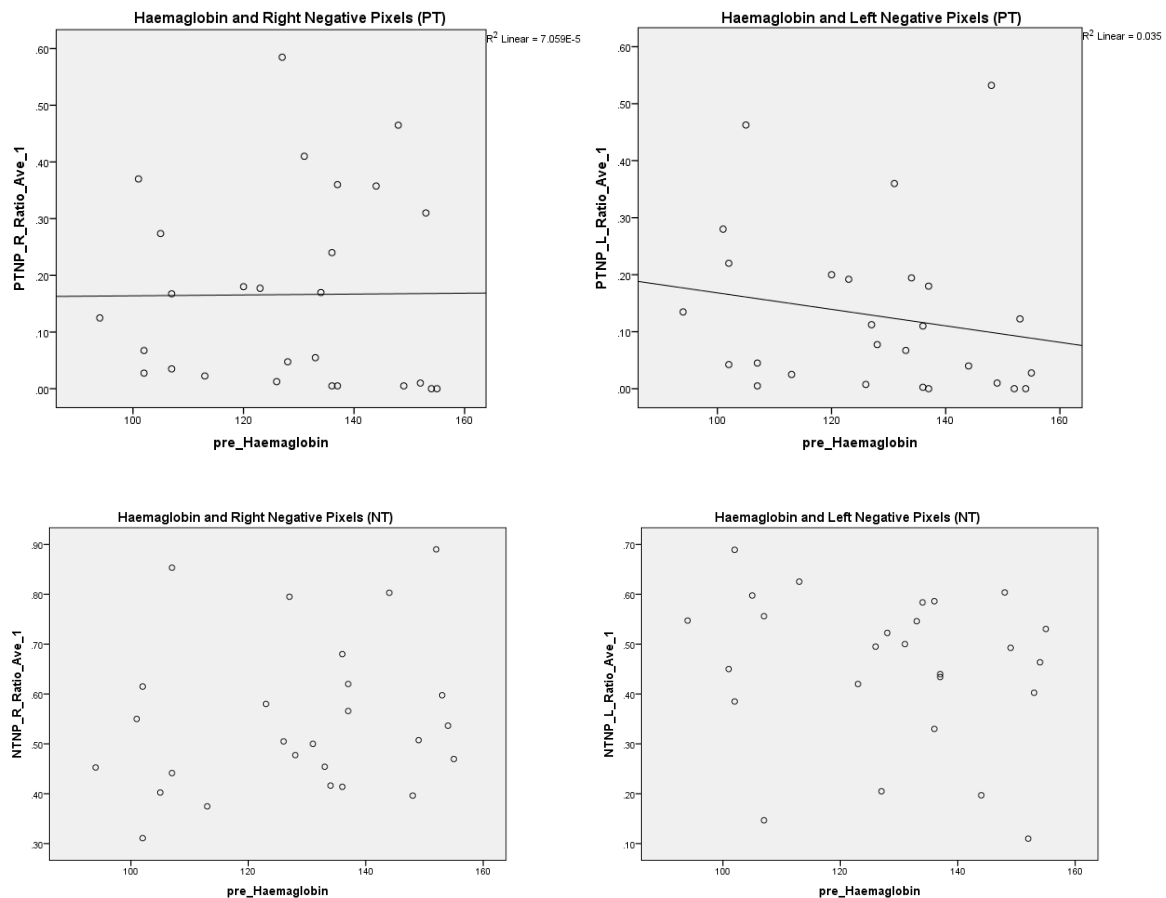 Haemaglobin and Right Negative Pixels (PT)
R2 Linear = 7.059E-5
PTNP_R_Ratio_Ave_1
.60
.50
.40
.30
.20
.10
.00
100 120 140 160
pre_Haemaglobin
Haemaglobin and Left Negative Pixels (PT)
R2 Linear = 0.035
PTNP_L_Ratio_Ave_1
.60
.50
.40
.30
.20
.10
.00
100 120 140 160
pre_Haemaglobin
Haemaglobin and Right Negative Pixels (NT)
NTNP_R_Ratio_Ave_1
.90
.80
.70
.60
.50
.40
.30
100 120 140 160
pre_Haemaglobin
Haemaglobin and Left Negative Pixels (NT)
NTNP_L_Ratio_Ave_1
.70
.60
.50
.40
.30
.20
.10
100 120 140 160
pre_Haemaglobin